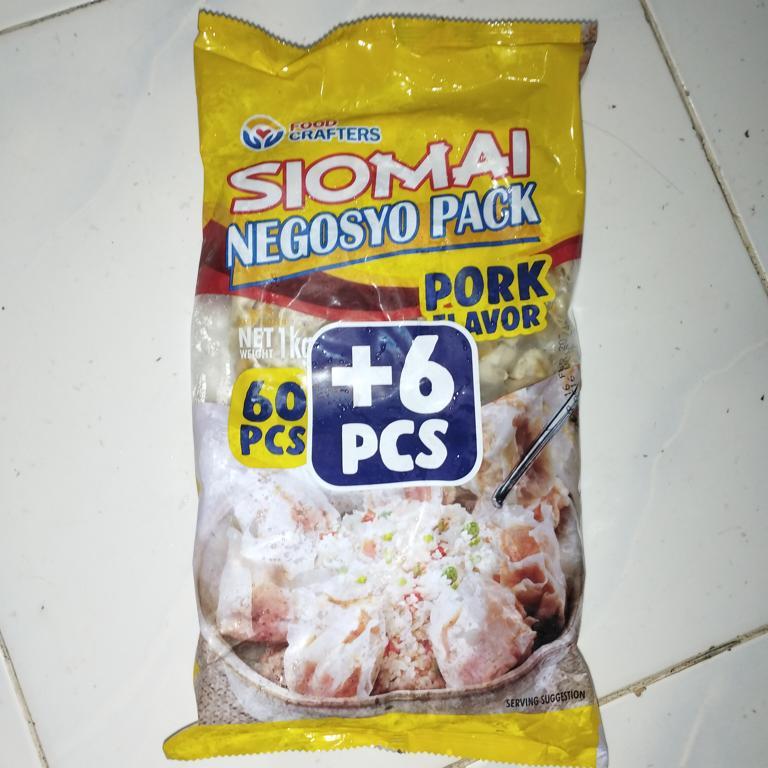 FOOD
CRAFTERS
SIOMAI
NEGOSYO PACK
PORK
FLAVOR
NET
WEIGHT 1kg
60
PCS
+6
PCS
SERVING SUGGESTION